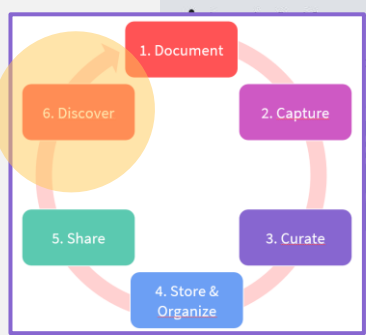 1. Document
2. Capture
3. Curate
4. Store &
Organize
5. Share
6. Discover